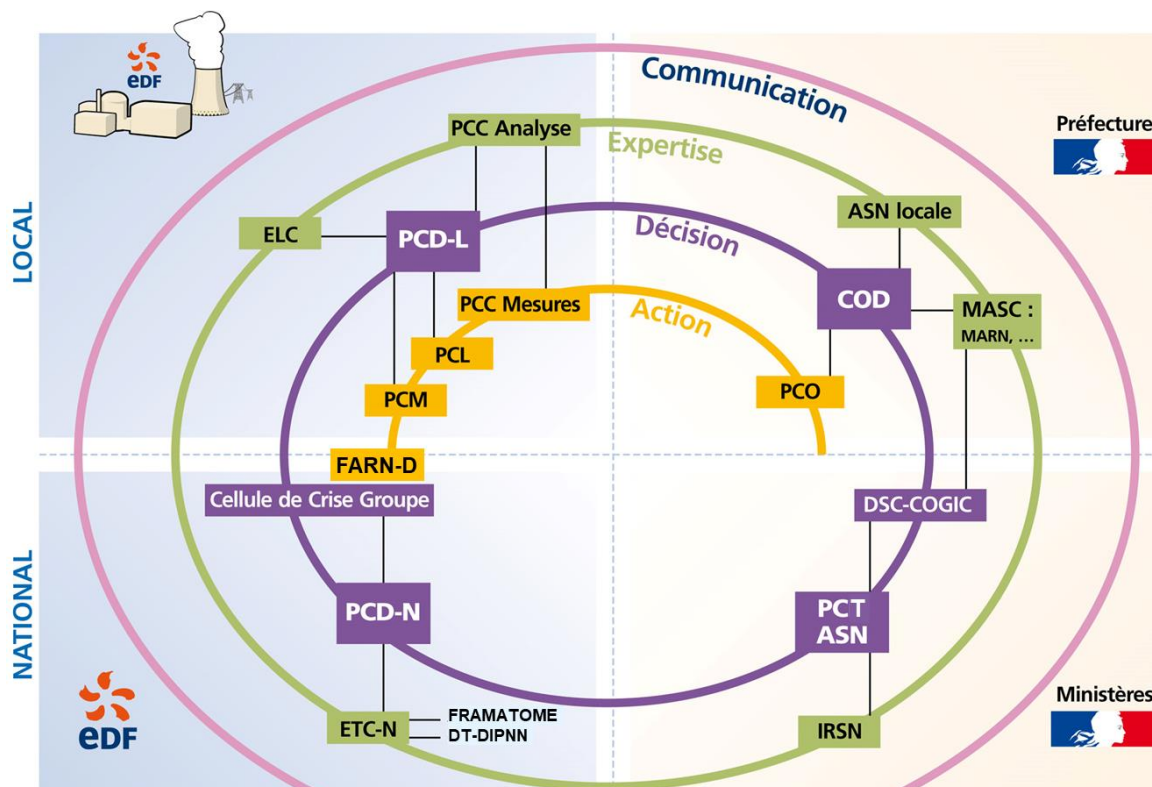 eDF
Communication
PCC Analyse
Expertise
Préfecture
LOCAL
ELC
PCD-L
Décision
ASN locale
PCC Mesures
Action
COD
MASC :
MARN, ...
PCL
PCM
PCO
FARN-D
Cellule de Crise Groupe
DSC-COGIC
NATIONAL
PCD-N
PCT
ASN
eDF
ETC-N
FRAMATOME
DT-DIPNN
IRSN
Ministères